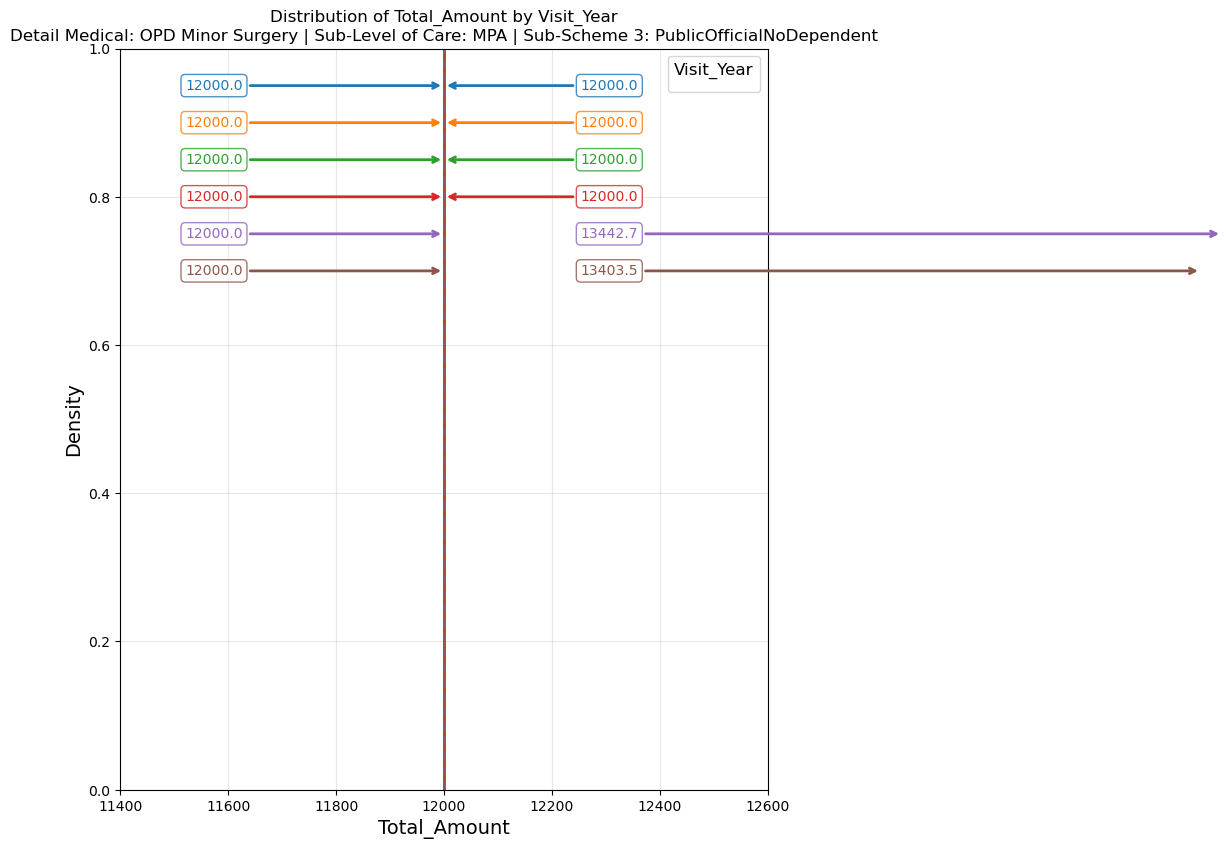 Distribution of Total_Amount by Visit_Year
Detail Medical: OPD Minor Surgery | Sub-Level of Care: MPA | Sub-Scheme 3: PublicOfficialNoDependent
Visit_Year
12000.0 12000.0
12000.0 12000.0
12000.0 12000.0
12000.0 12000.0
12000.0 13442.7
12000.0 13403.5
1.0
0.8
0.6
0.4
0.2
0.0
Density
11400 11600 11800 12000 12200 12400 12600
Total_Amount